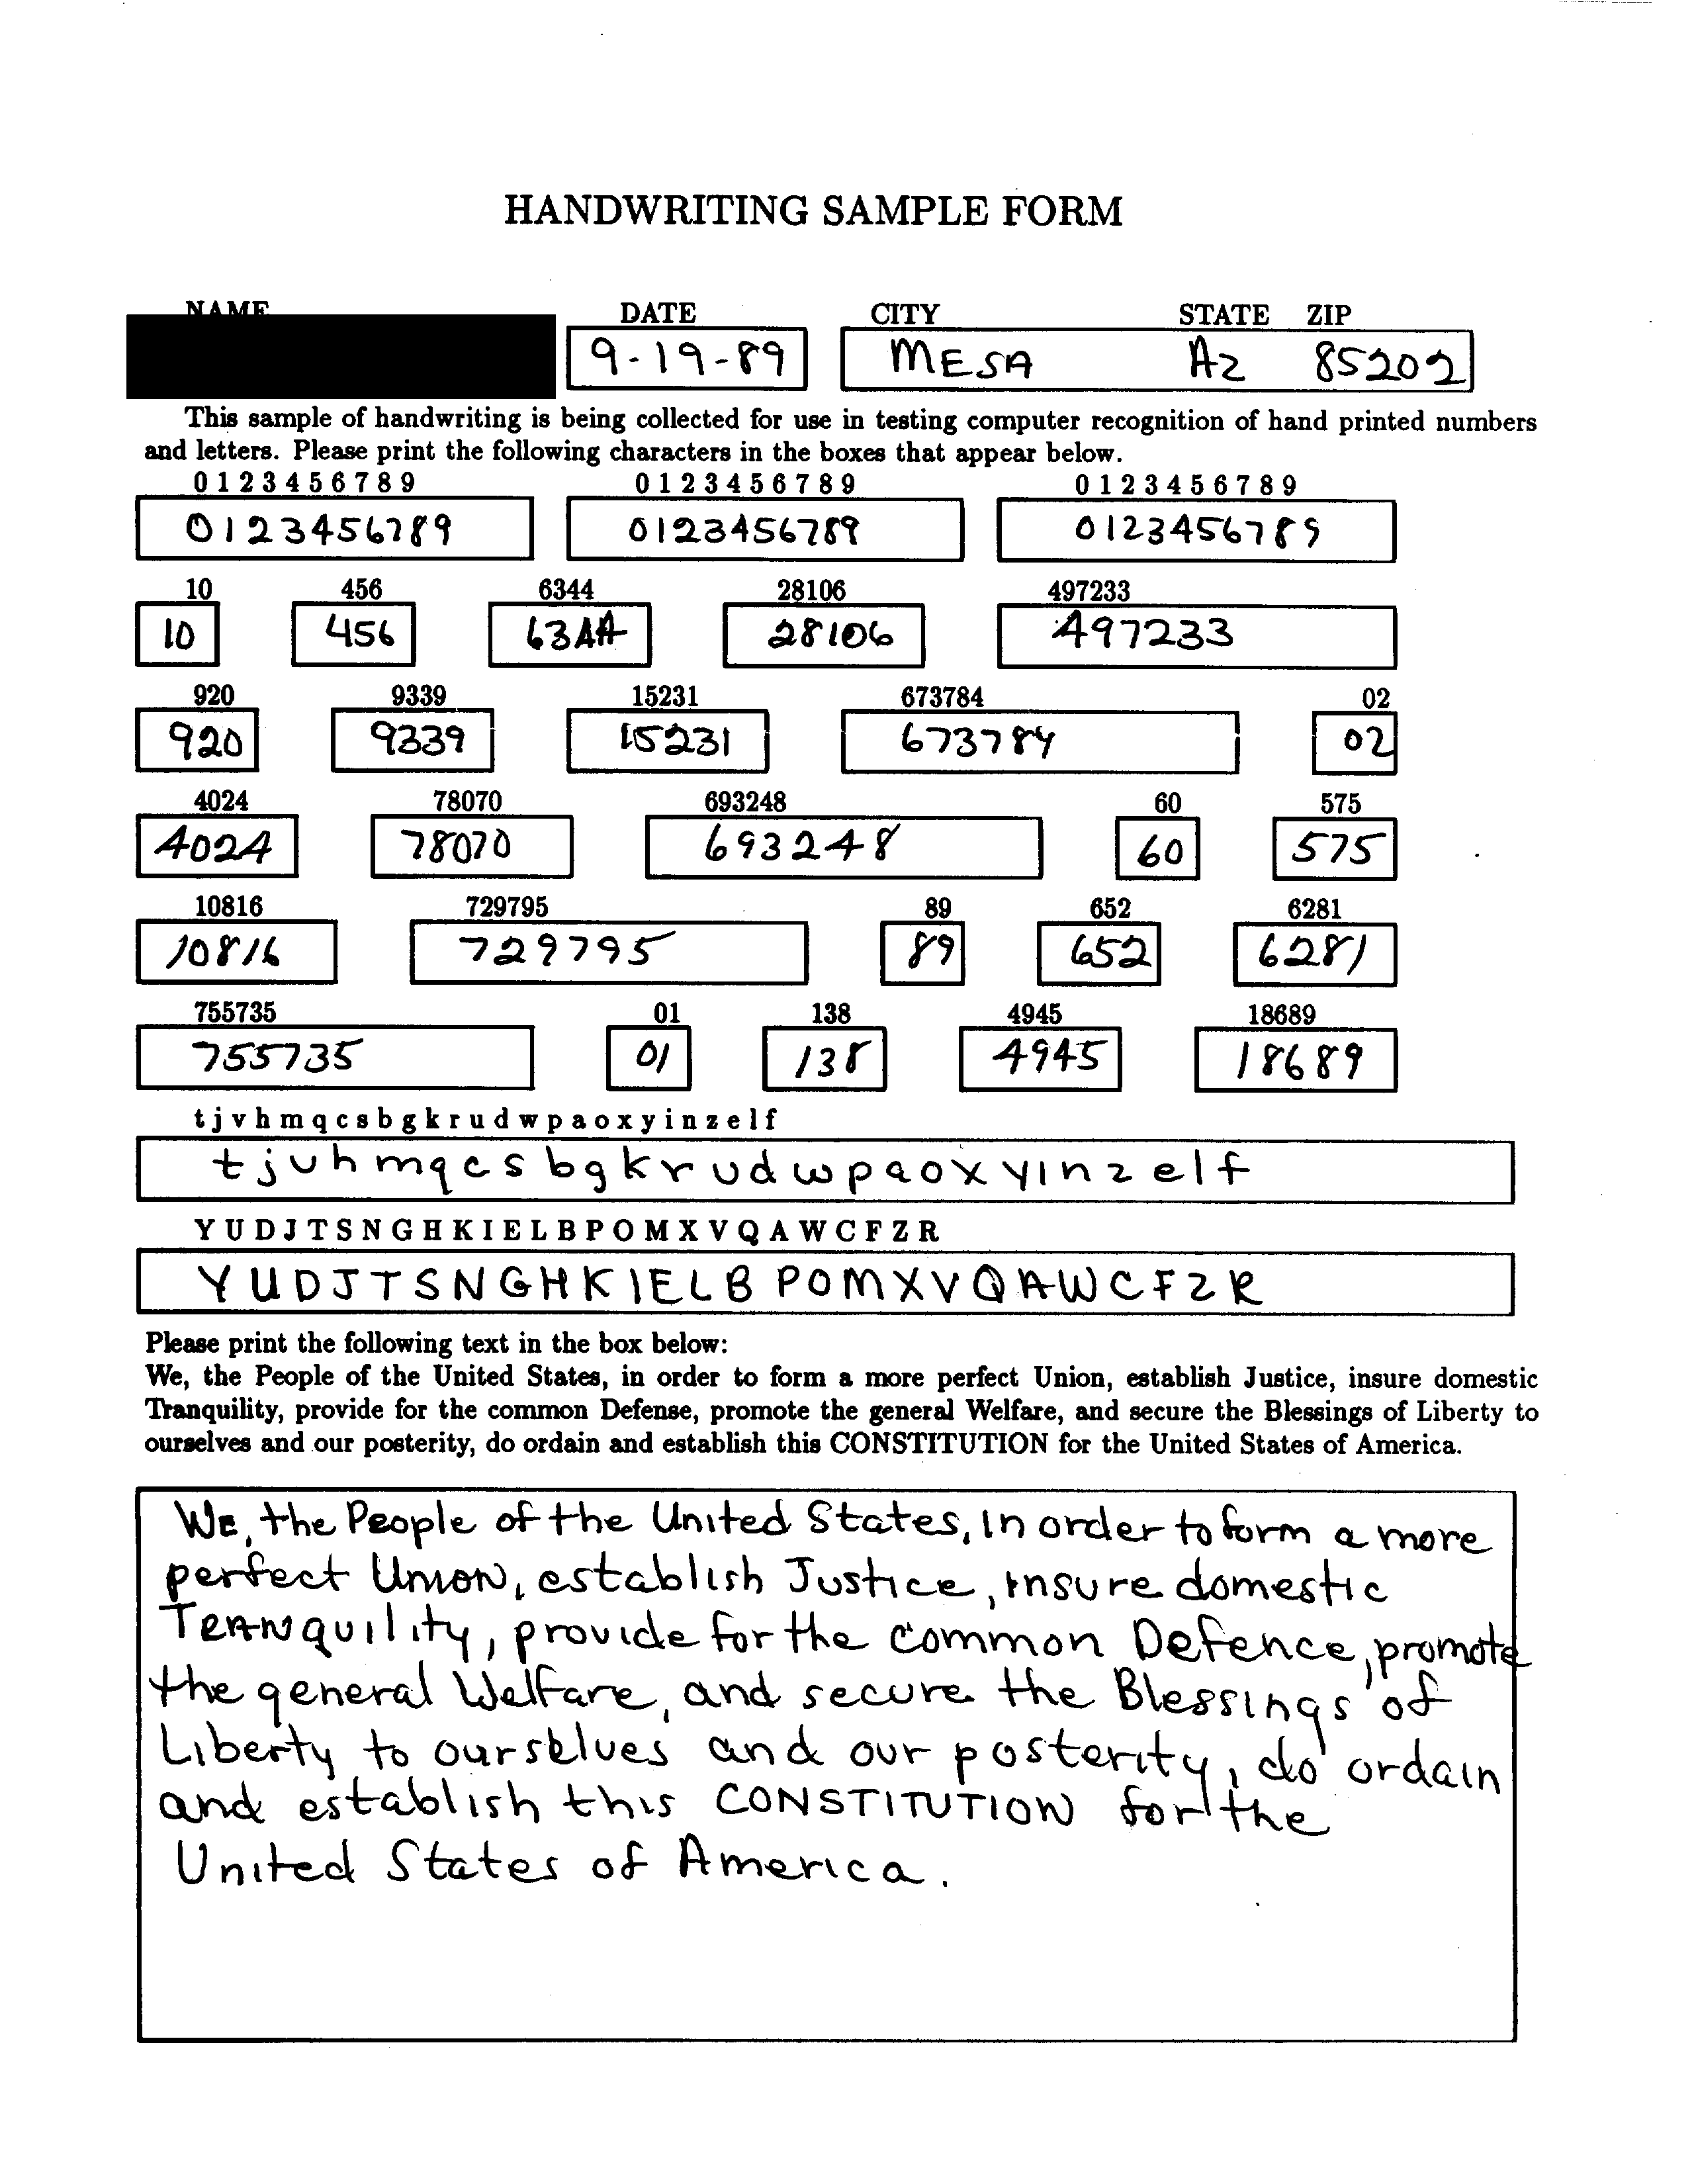 HANDWRITING SAMPLE FORM
NAME DATE CITY STATE ZIP
9-19-89 MESA AZ 85202
This sample of handwriting is being collected for use in testing computer recognition of hand printed numbers
and letters. Please print the following characters in the boxes that appear below.
0 1 2 3 4 5 6 7 8 9 0 1 2 3 4 5 6 7 8 9 0 1 2 3 4 5 6 7 8 9
0123456789 0123456789 0123456789
10 456 6344 28106 497233
10 456 6344 28106 497233
920 9339 15231 673784 02
920 9339 15231 673784 02
4024 78070 693248 60 575
4024 78070 693248 60 575
10816 729795 89 652 6281
10816 729795 89 652 6281
755735 01 138 4945 18689
755735 01 138 4945 18689
t j v h m q c s b g k r u d w p a o x y i n z e l f
t j v h m q c s b g k r u d w p a o x y i n z e l f
Y U D J T S N G H K I E L B P O M X V Q A W C F Z R
Y U D J T S N G H K I E L B P O M X V Q A W C F Z R
Please print the following text in the box below:
We, the People of the United States, in order to form a more perfect Union, establish Justice, insure domestic
Tranquility, provide for the common Defense, promote the general Welfare, and secure the Blessings of Liberty to
ourselves and our posterity, do ordain and establish this CONSTITUTION for the United States of America.
We, the People of the United States, in order to form a more
perfect Union, establish Justice, insure domestic
Tranquility, provide for the common Defence, promote
the general Welfare, and secure the Blessings of
Liberty to ourselves and our posterity, do ordain
and establish this CONSTITUTION for the
United States of America.